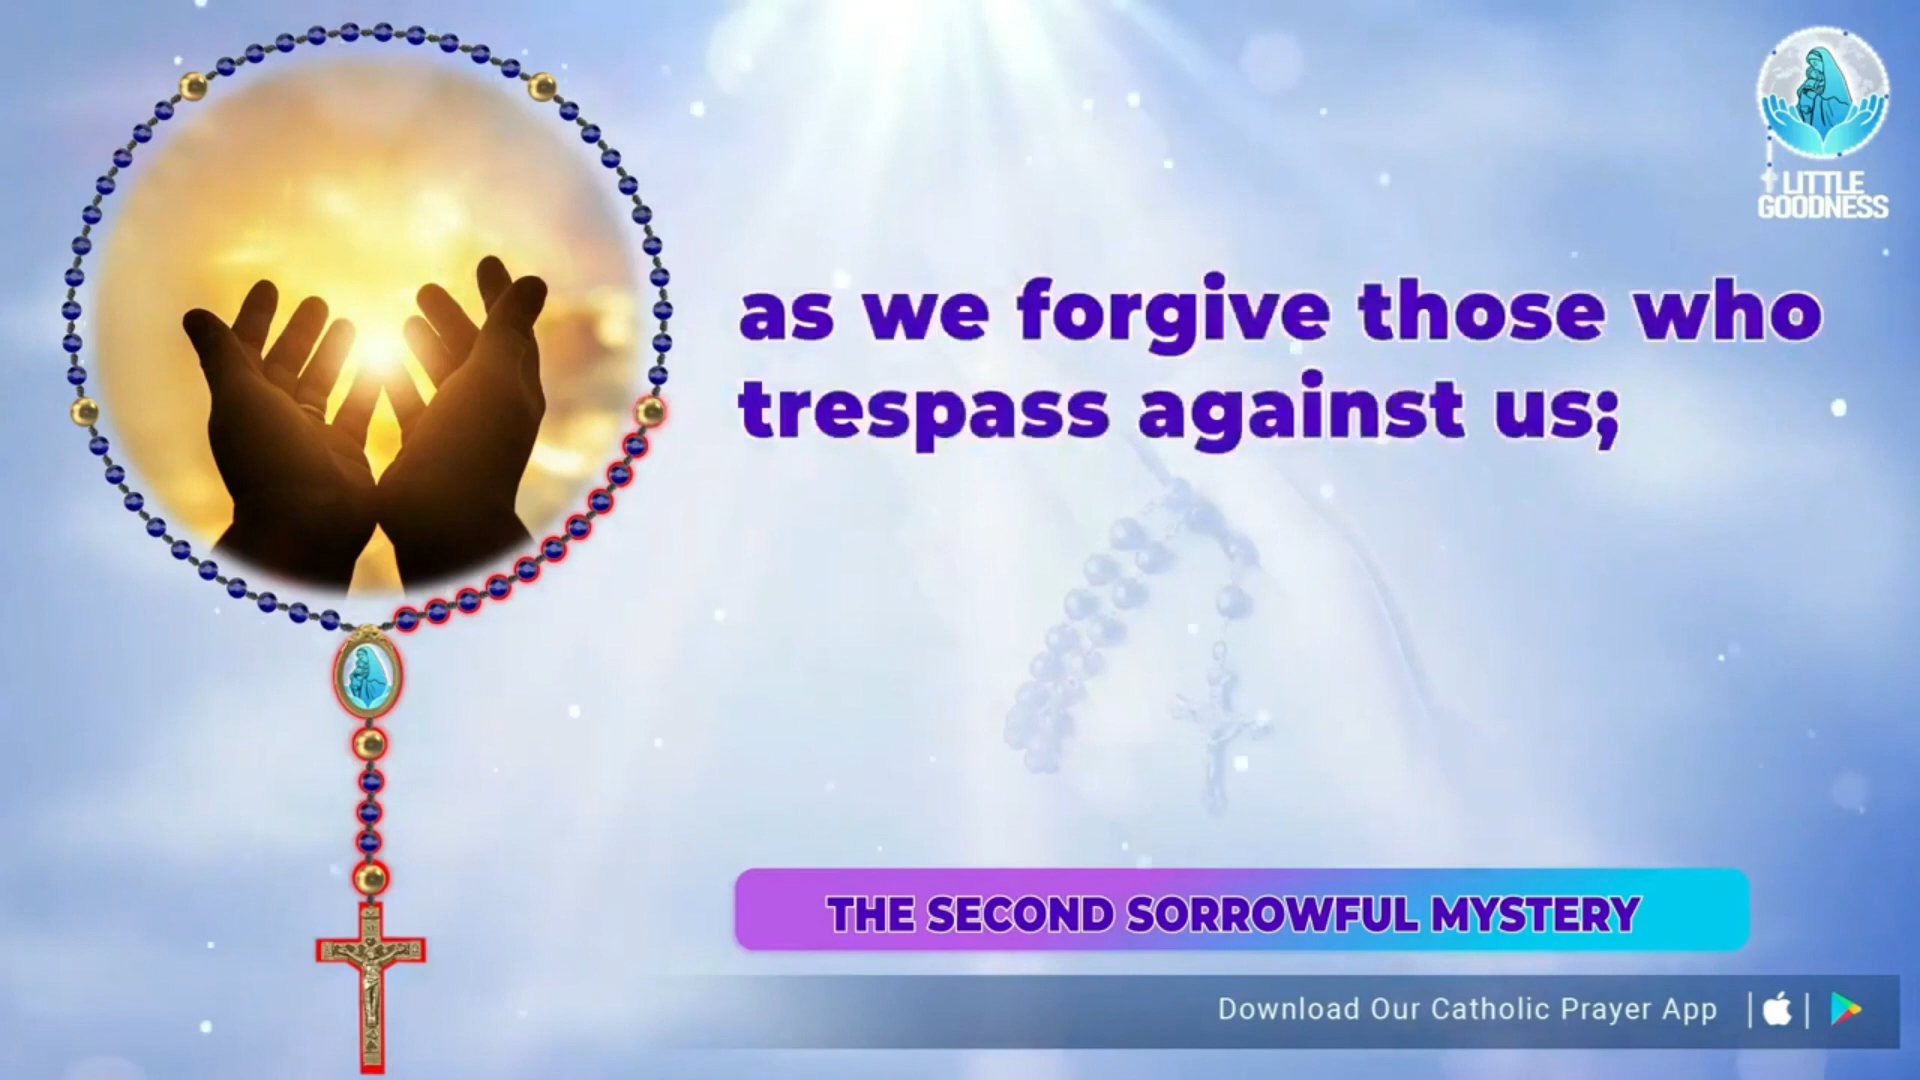 LITTLE
GOODNESS
as we forgive those who
trespass against us;
THE SECOND SORROWFUL MYSTERY
Download Our Catholic Prayer App